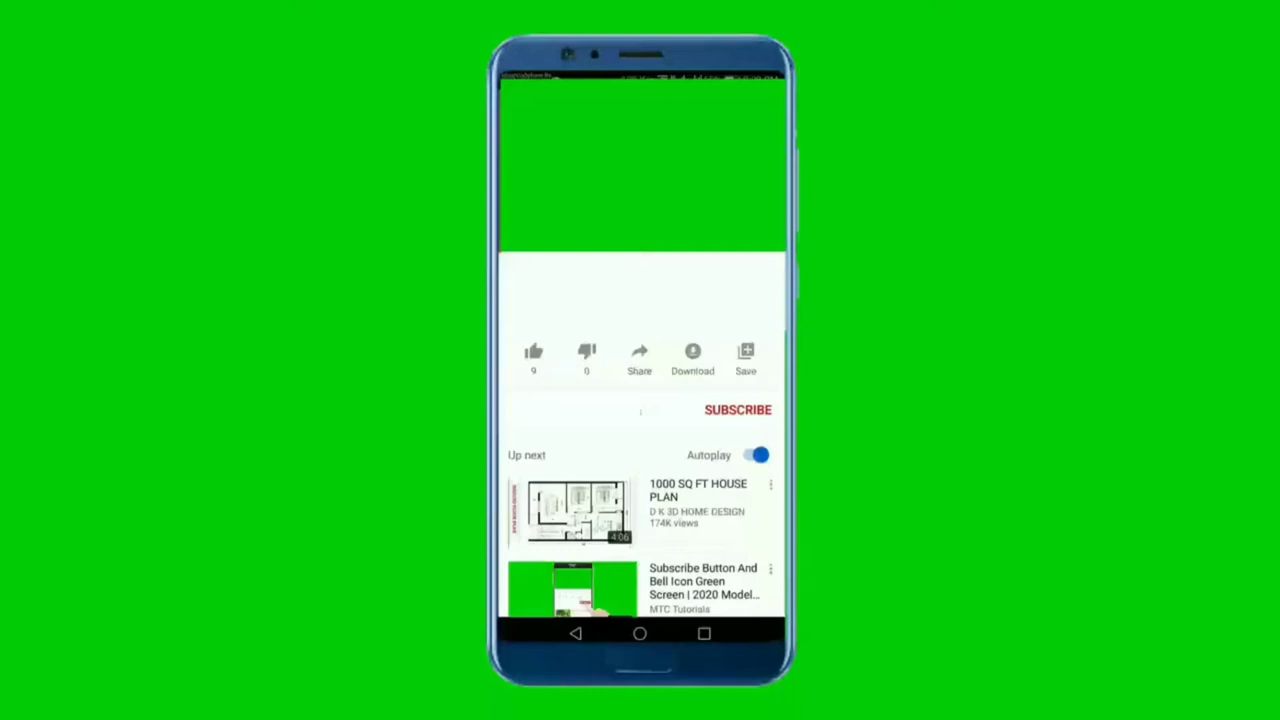 9
0
Share
Download
Save
SUBSCRIBE
Up next
Autoplay
1000 SQ FT HOUSE
PLAN
D K 3D HOME DESIGN
174K views
4:06
Subscribe Button And
Bell Icon Green
Screen | 2020 Model...
MTC Tutorials